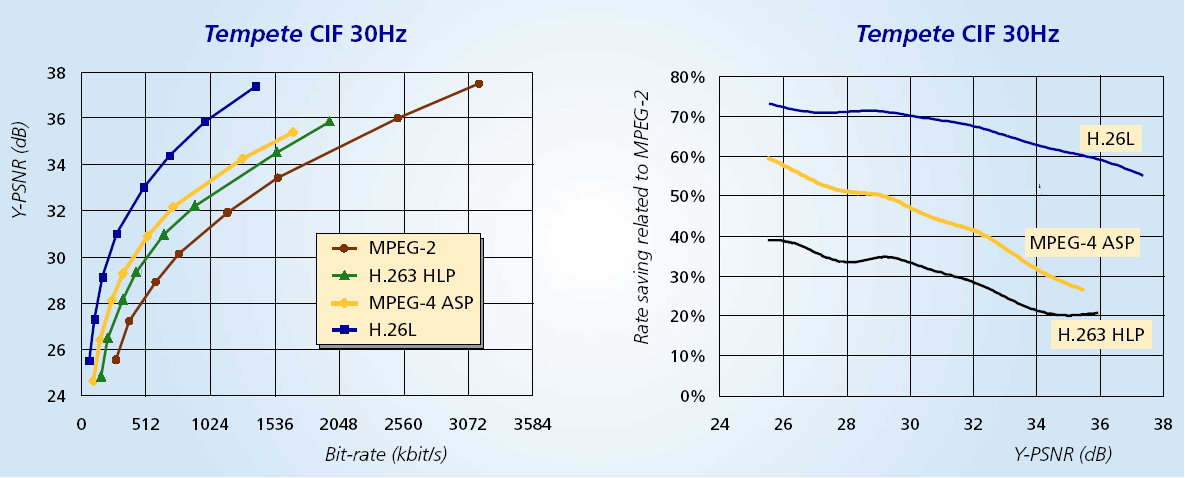 Tempete CIF 30Hz
Y-PSNR (dB)
38
36
34
32
30
28
26
24
MPEG-2
H.263 HLP
MPEG-4 ASP
H.26L
0 512 1024 1536 2048 2560 3072 3584
Bit-rate (kbit/s)
Tempete CIF 30Hz
Rate saving related to MPEG-2
80%
70%
60%
50%
40%
30%
20%
10%
0%
H.26L
MPEG-4 ASP
H.263 HLP
24 26 28 30 32 34 36 38
Y-PSNR (dB)